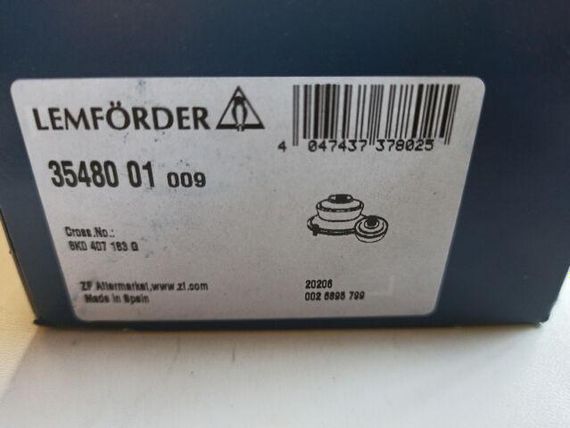 LEMFÖRDER
4 047437 378025
35480 01 009
Cross.No.:
8K0 407 183 G
ZF Aftermarket,www.zf.com
Made in Spain
20206
002 6895 799